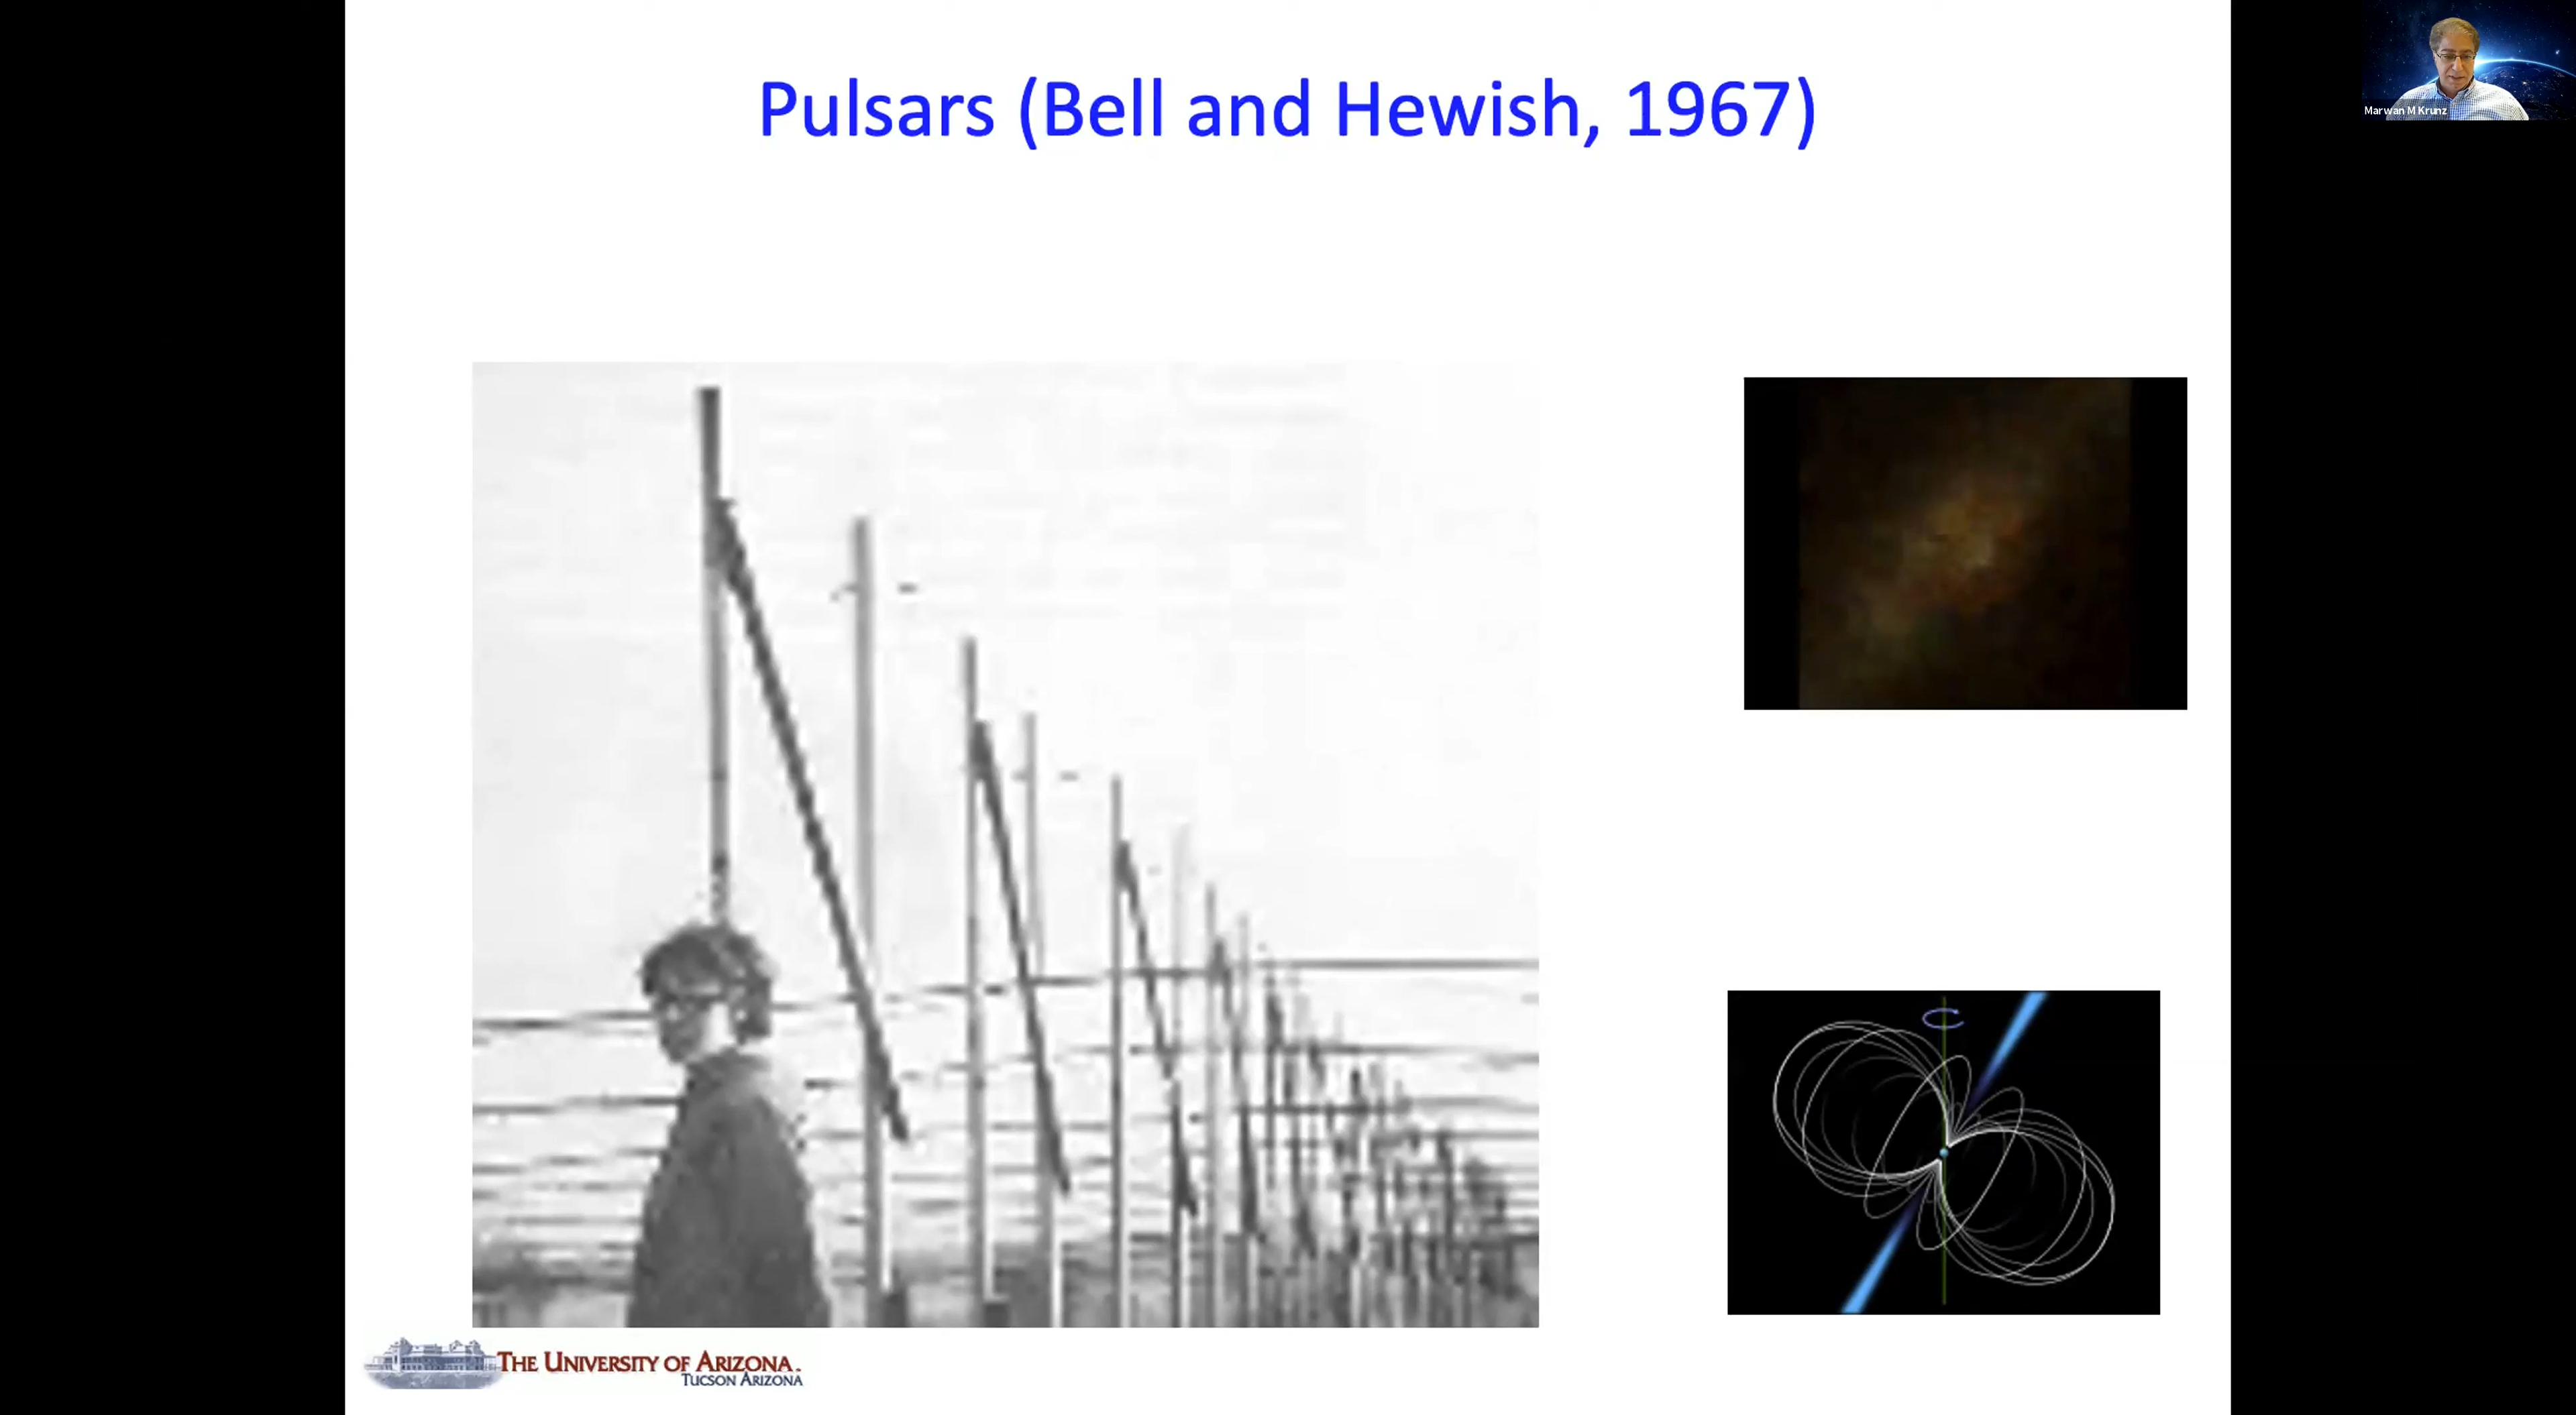 Pulsars (Bell and Hewish, 1967)
Marwan M Krunz
THE UNIVERSITY OF ARIZONA.
TUCSON ARIZONA